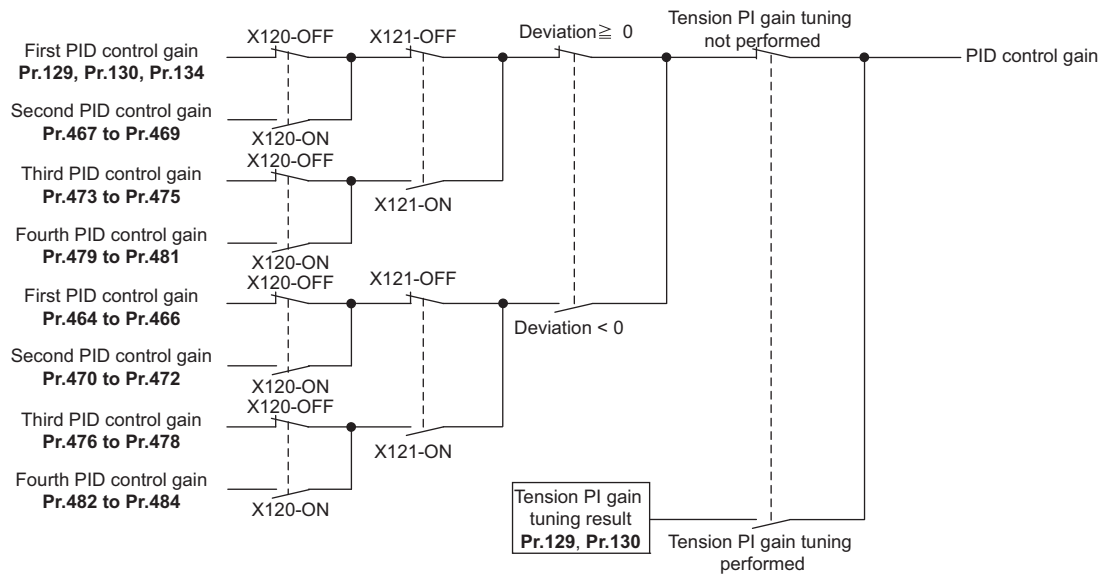 Tension PI gain tuning
not performed
X120-OFF
X121-OFF
Deviation≧ 0
First PID control gain
Pr.129, Pr.130, Pr.134
PID control gain
Second PID control gain
Pr.467 to Pr.469
X120-ON
X120-OFF
Third PID control gain
Pr.473 to Pr.475
X121-ON
Fourth PID control gain
Pr.479 to Pr.481
X120-ON
X120-OFF
X121-OFF
First PID control gain
Pr.464 to Pr.466
Deviation < 0
Second PID control gain
Pr.470 to Pr.472
X120-ON
X120-OFF
Third PID control gain
Pr.476 to Pr.478
X121-ON
Fourth PID control gain
Pr.482 to Pr.484
X120-ON
Tension PI gain
tuning result
Pr.129, Pr.130
Tension PI gain tuning
performed